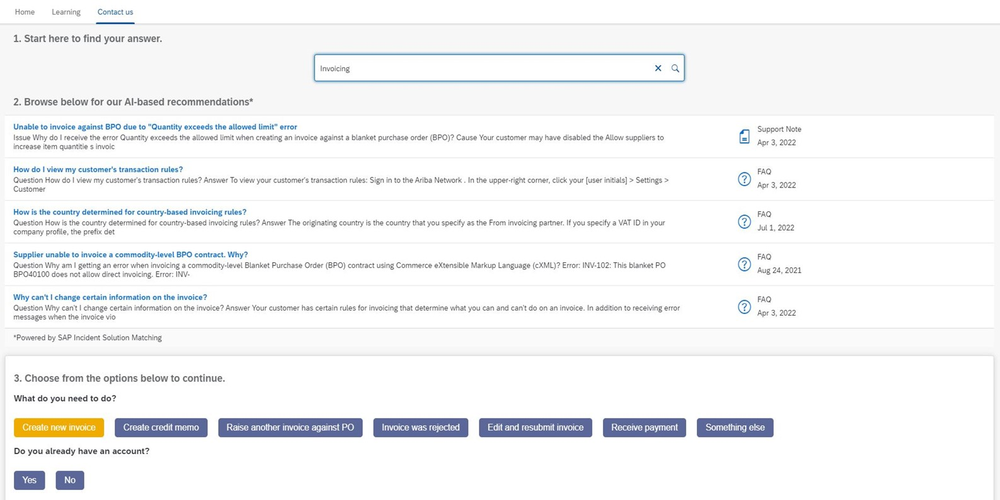 Home Learning Contact us
1. Start here to find your answer.
Invoicing
2. Browse below for our AI-based recommendations*
Unable to invoice against BPO due to "Quantity exceeds the allowed limit" error
Issue Why do I receive the error Quantity exceeds the allowed limit when creating an invoice against a blanket purchase order (BPO)? Cause Your customer may have disabled the Allow suppliers to
increase item quantitie s invoic
Support Note
Apr 3, 2022
How do I view my customer's transaction rules?
Question How do I view my customer's transaction rules? Answer To view your customer's transaction rules: Sign in to the Ariba Network . In the upper-right corner, click your [user initials] > Settings >
Customer
FAQ
Apr 3, 2022
How is the country determined for country-based invoicing rules?
Question How is the country determined for country-based invoicing rules? Answer The originating country is the country that you specify as the From invoicing partner. If you specify a VAT ID in your
company profile, the prefix det
FAQ
Jul 1, 2022
Supplier unable to invoice a commodity-level BPO contract. Why?
Question Why am I getting an error when invoicing a commodity-level Blanket Purchase Order (BPO) contract using Commerce eXtensible Markup Language (cXML)? Error: INV-102: This blanket PO
BPO40100 does not allow direct invoicing. Error: INV-
FAQ
Aug 24, 2021
Why can't I change certain information on the invoice?
Question Why can't I change certain information on the invoice? Answer Your customer has certain rules for invoicing that determine what you can and can't do on an invoice. In addition to receiving error
messages when the invoice vio
FAQ
Apr 3, 2022
*Powered by SAP Incident Solution Matching
3. Choose from the options below to continue.
What do you need to do?
Create new invoice Create credit memo Raise another invoice against PO Invoice was rejected Edit and resubmit invoice Receive payment Something else
Do you already have an account?
Yes No